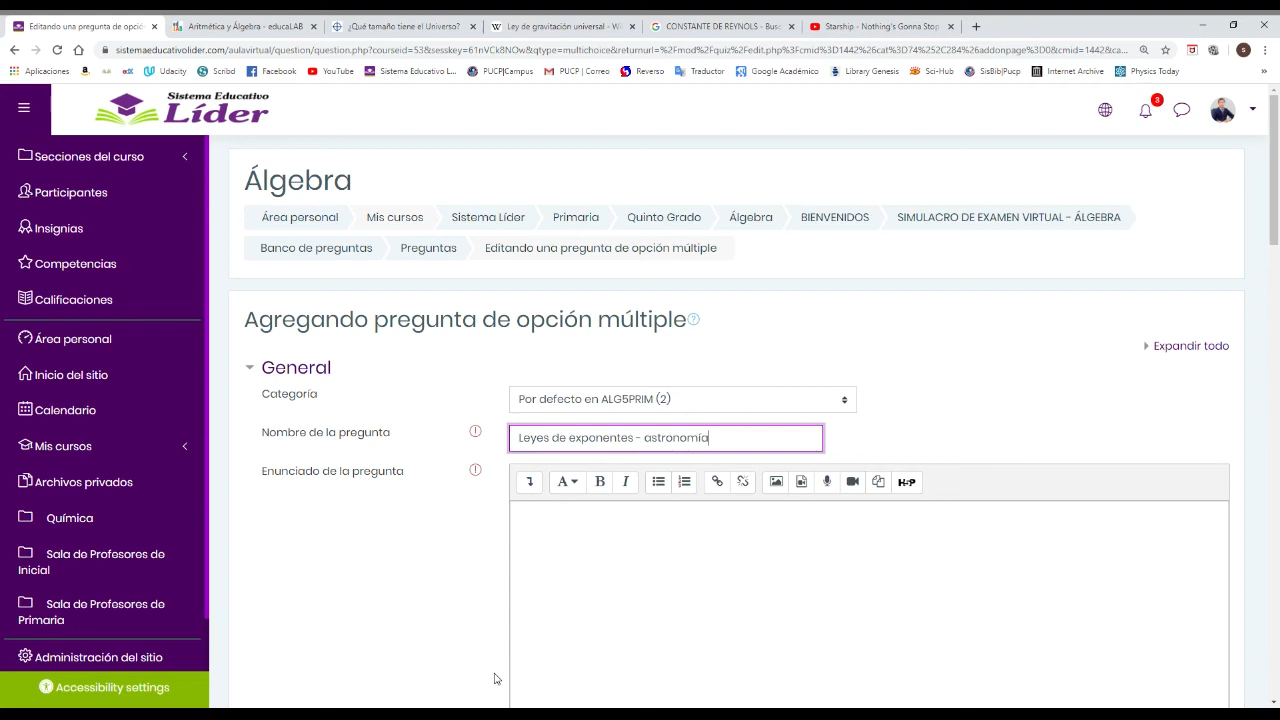 Editando una pregunta de opció
Aritmética y Álgebra - educaLAB
¿Qué tamaño tiene el Universo?
Ley de gravitación universal - Wi
CONSTANTE DE REYNOLS - Bus
Starship - Nothing's Gonna Stop
sistemaeducativolider.com/aulavirtual/question/question.php?courseid=53&sesskey=61nVCk8NOw&qtype=multichoice&returnurl=%2Fmod%2Fquiz%2Fedit.php%3Fcmid%3D1442%26cat%3D74%252C284%26addonpage%3D0&cmid=1442&ca...
Aplicaciones
Udacity
Scribd
Facebook
YouTube
Sistema Educativo L...
PUCP|Campus
PUCP | Correo
Reverso
Traductor
Google Académico
Library Genesis
Sci-Hub
SisBib|Pucp
Internet Archive
Physics Today
Sistema Educativo
Líder
3
S
Secciones del curso
Participantes
Insignias
Competencias
Calificaciones
Área personal
Inicio del sitio
Calendario
Mis cursos
Archivos privados
Química
Sala de Profesores de
Inicial
Sala de Profesores de
Primaria
Administración del sitio
Accessibility settings
Álgebra
Área personal
Mis cursos
Sistema Líder
Primaria
Quinto Grado
Álgebra
BIENVENIDOS
SIMULACRO DE EXAMEN VIRTUAL - ÁLGEBRA
Banco de preguntas
Preguntas
Editando una pregunta de opción múltiple
Agregando pregunta de opción múltiple
Expandir todo
General
Categoría
Por defecto en ALG5PRIM (2)
Nombre de la pregunta
Leyes de exponentes - astronomía
Enunciado de la pregunta
A
B
I
H-P